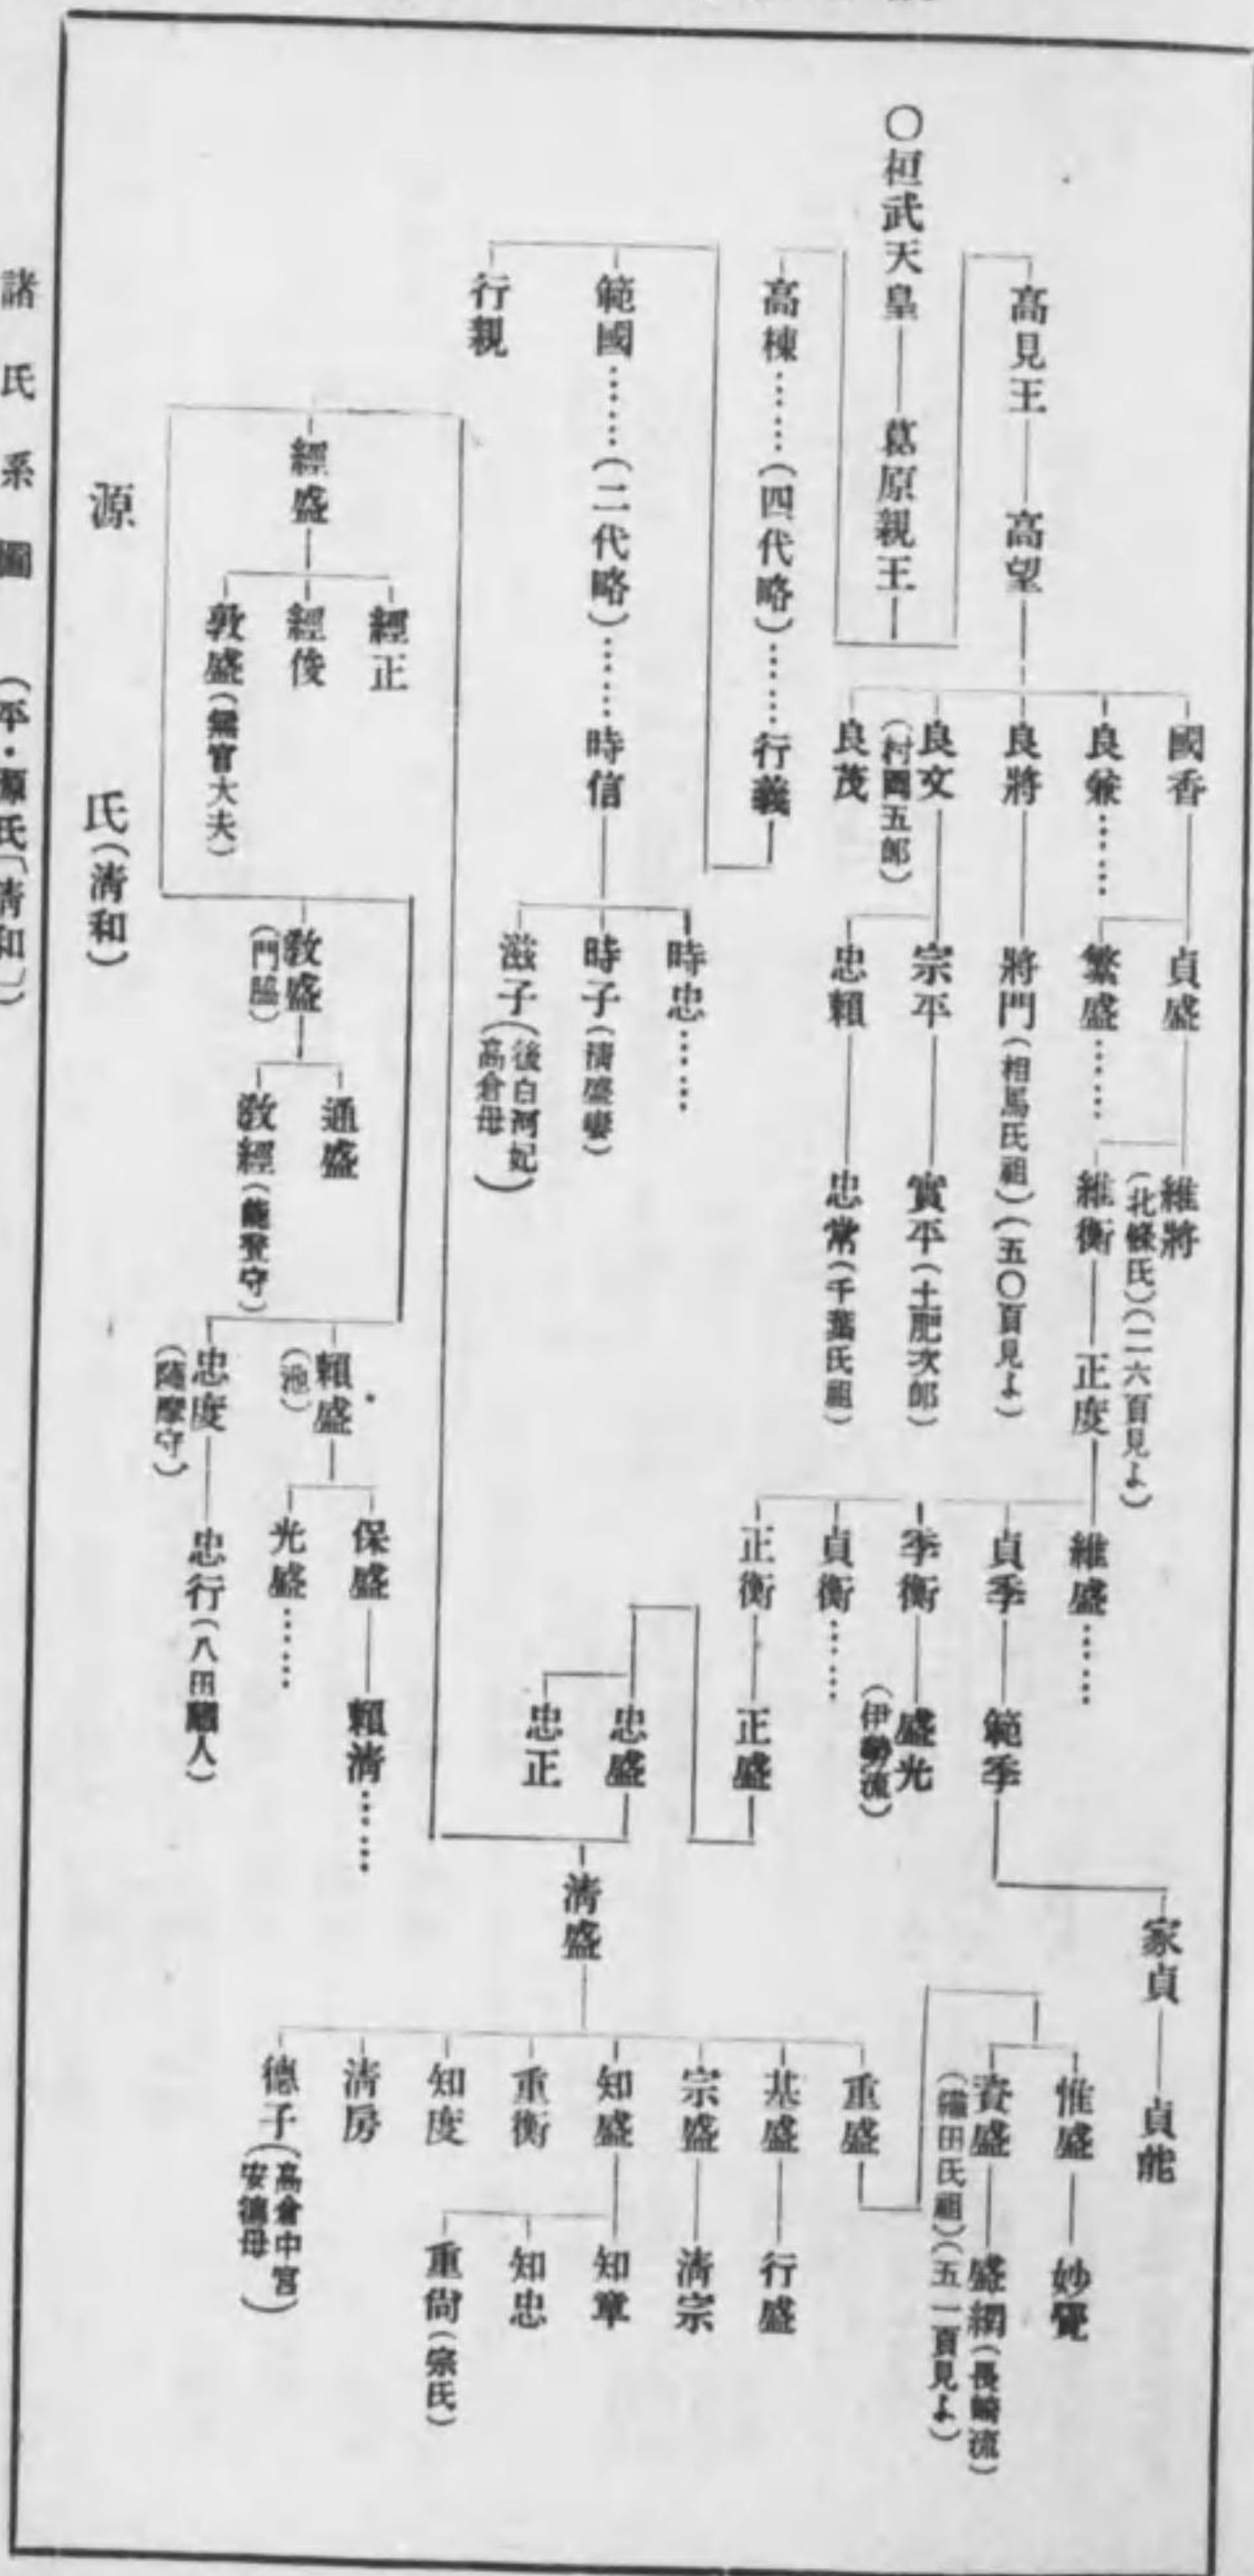 國香
貞盛
維將
(北條氏)(二六頁見よ)
家貞
貞能
良兼……
繁盛……
維衡
正度
維盛……
惟盛
妙覺
高見王
高望
良將
將門(相馬氏祖)(五〇頁見よ)
貞季
範季
資盛
(織田氏祖)(五一頁見よ)
盛綱(長崎流)
〇桓武天皇
葛原親王
良文
(村岡五郎)
宗平
實平(土肥次郎)
季衡
盛光
(伊勢流)
良茂
忠賴
忠常(千葉氏祖)
貞衡……
重盛
高棟……(四代略)……行義
正衡
正盛
基盛
行盛
時忠……
宗盛
清宗
範國……(二代略)……時信
時子(清盛妻)
忠盛
清盛
知盛
知章
行親
滋子(後白河妃
高倉母)
忠正
重衡
知忠
知度
重尙(宗氏)
清房
德子(高倉中宮
安德母)
經盛
經正
經俊
敦盛(無官大夫)
敎盛
(門脇)
通盛
敎經(能登守)
賴盛
(池)
保盛
賴清……
光盛……
忠度
(薩摩守)
忠行(八田藏人)
源氏(清和)
諸氏系圖 (平・源氏「清和」)